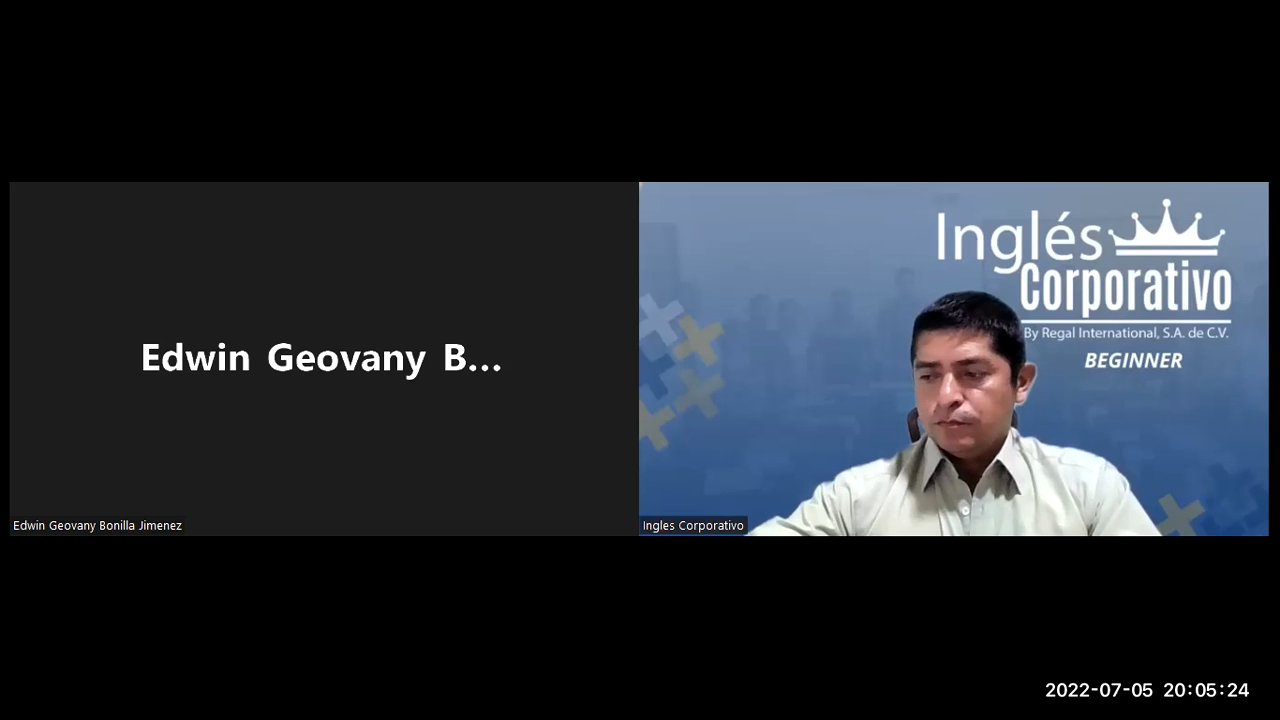 Edwin Geovany B...
Edwin Geovany Bonilla Jimenez
Inglés
Corporativo
By Regal International, S.A. de C.V.
BEGINNER
Ingles Corporativo
2022-07-05 20:05:24